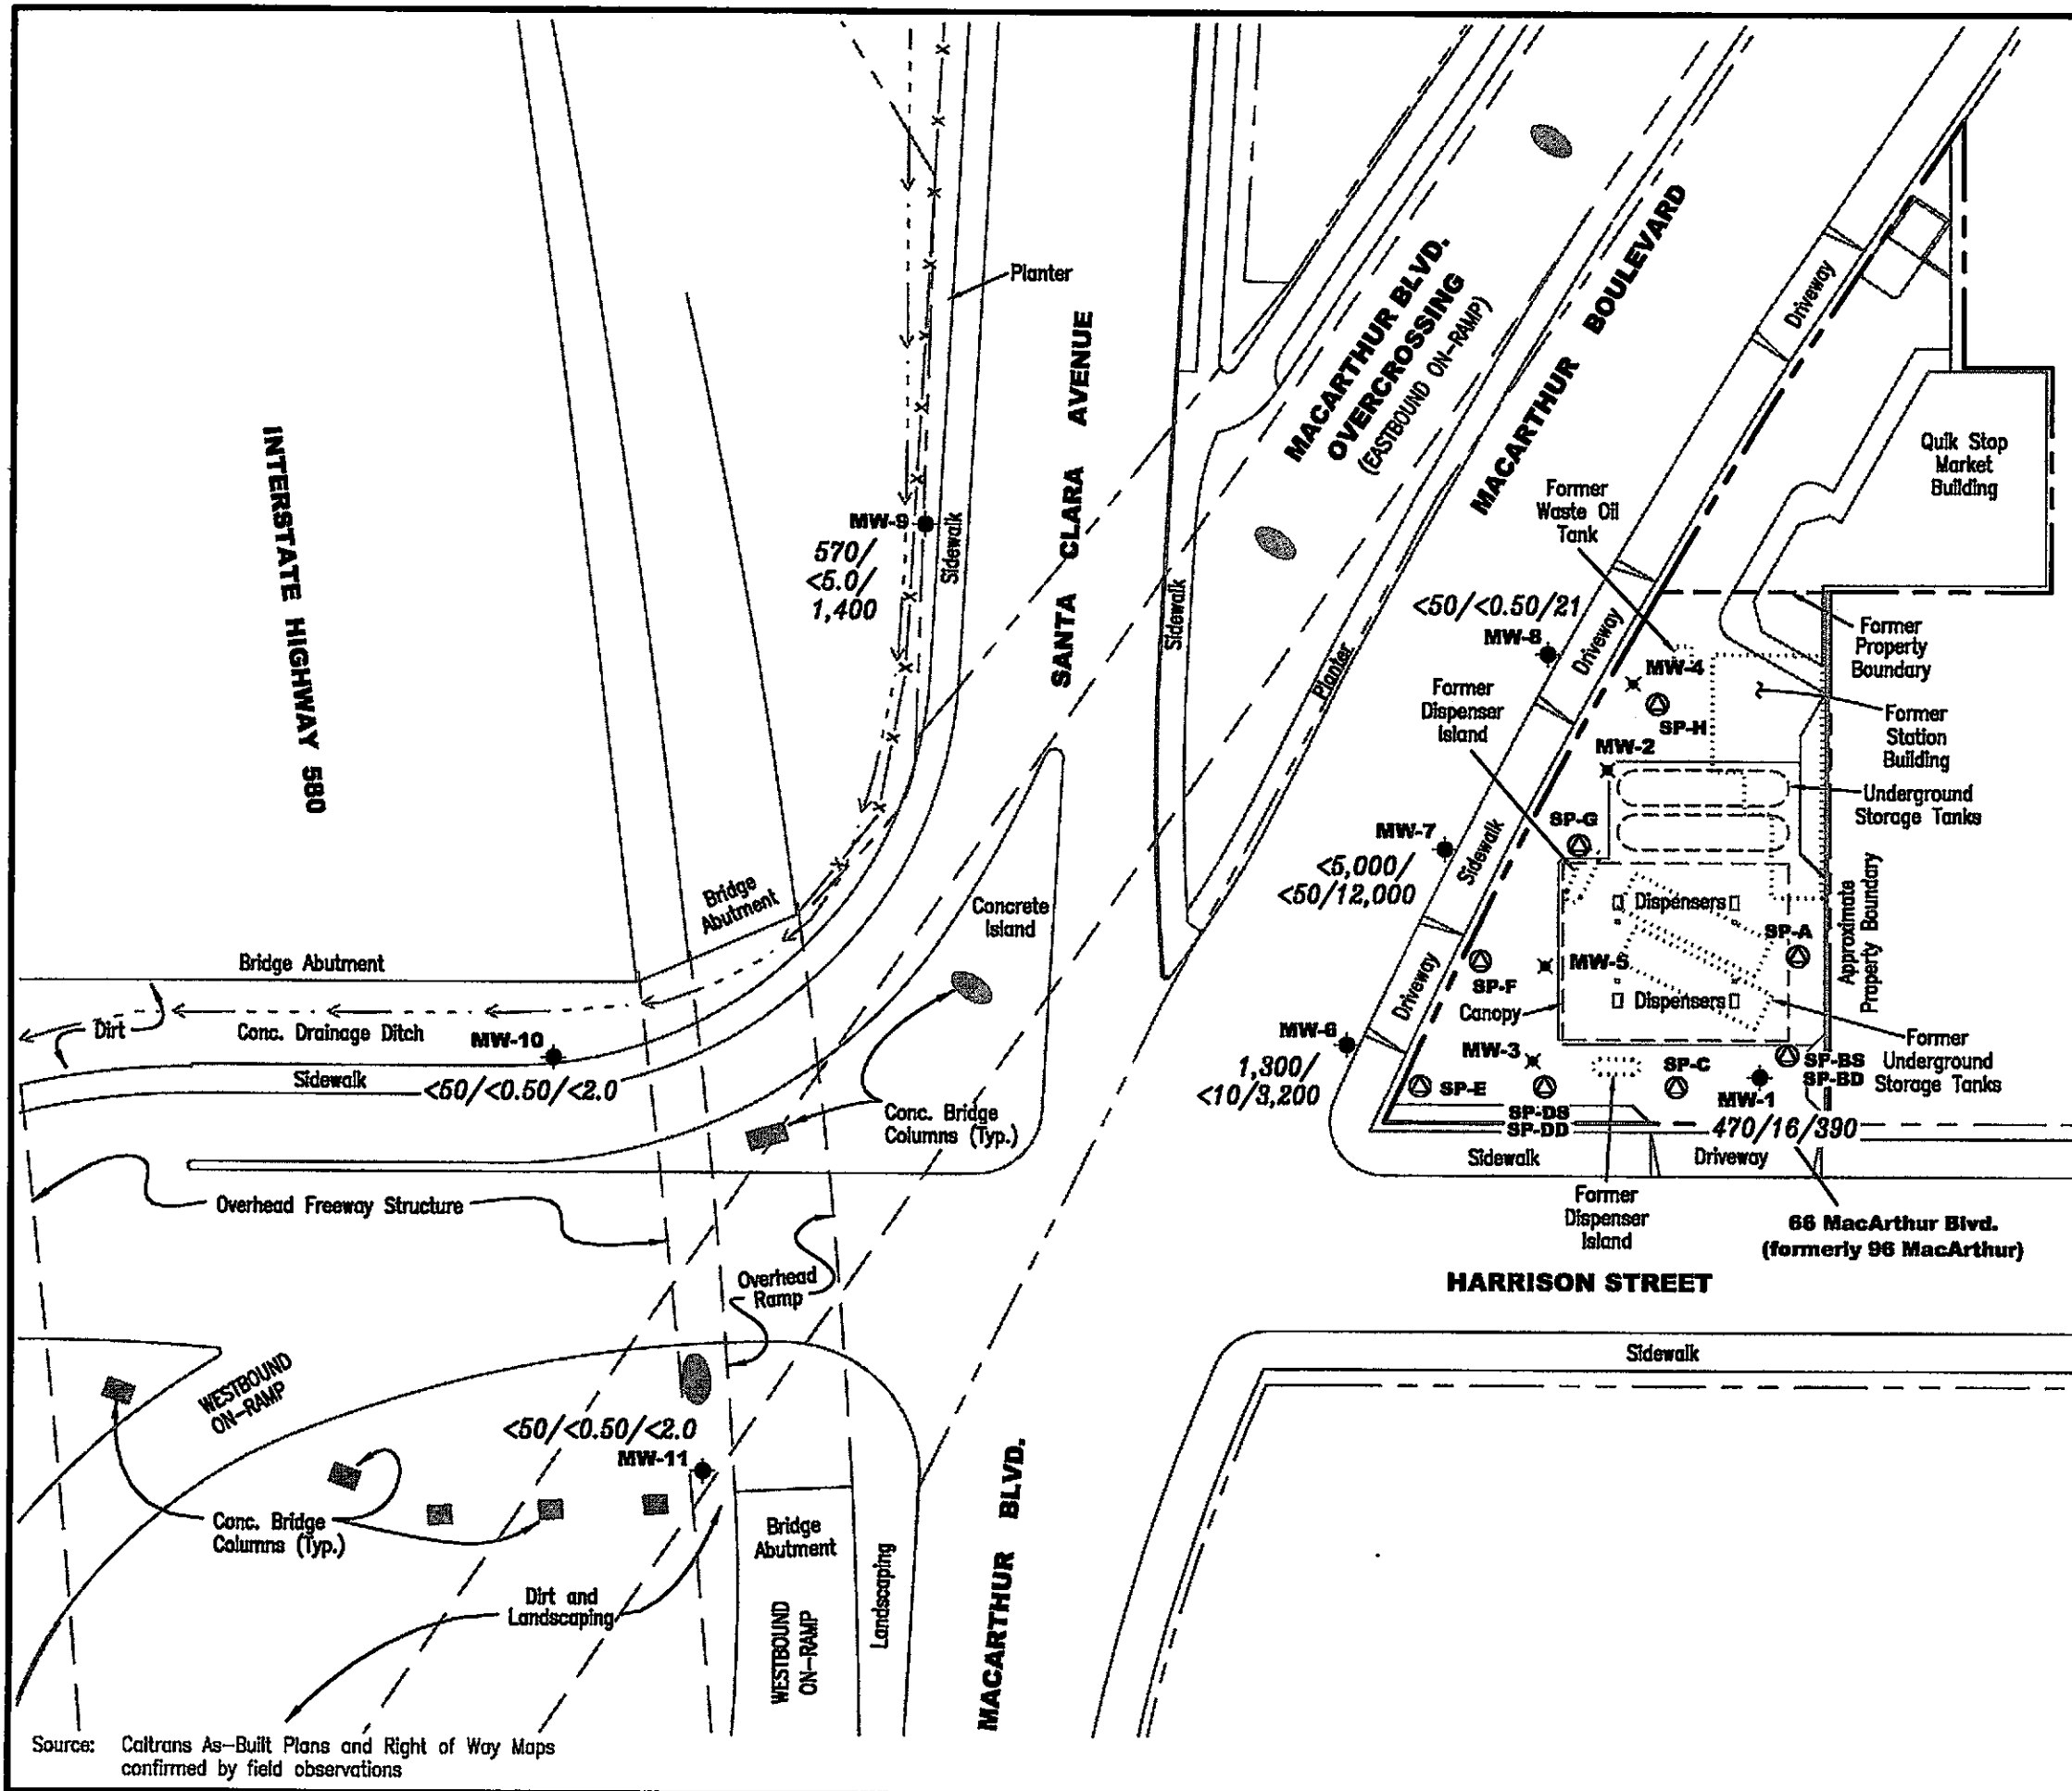 Planter
INTERSTATE HIGHWAY 580
SANTA CLARA AVENUE
MACARTHUR BLVD.
OVERCROSSING
(EASTBOUND ON-RAMP)
MACARTHUR BOULEVARD
Driveway
Quik Stop
Market
Building
Former
Waste Oil
Tank
MW-9
570/
<5.0/
1,400
Sidewalk
Sidewalk
Planter
<50/<0.50/21
MW-8
Driveway
Former
Property
Boundary
MW-4
SP-H
Former
Station
Building
Former
Dispenser
Island
MW-2
Underground
Storage Tanks
SP-G
MW-7
<5,000/
<50/12,000
Sidewalk
Bridge
Abutment
Concrete
Island
Dispensers
SP-A
Approximate
Property Boundary
Bridge Abutment
SP-F
MW-5
Dispensers
Driveway
Canopy
Dirt
Conc. Drainage Ditch
MW-10
Sidewalk
<50/<0.50/<2.0
MW-6
1,300/
<10/3,200
MW-3
SP-E
SP-DS
SP-DD
SP-C
SP-BS
SP-BD
MW-1
470/16/390
Former
Underground
Storage Tanks
Conc. Bridge
Columns (Typ.)
Sidewalk
Driveway
Former
Dispenser
Island
66 MacArthur Blvd.
(formerly 96 MacArthur)
Overhead Freeway Structure
Overhead
Ramp
HARRISON STREET
Sidewalk
WESTBOUND
ON-RAMP
<50/<0.50/<2.0
MW-11
Conc. Bridge
Columns (Typ.)
Bridge
Abutment
Landscaping
MACARTHUR BLVD.
Dirt and
Landscaping
WESTBOUND
ON-RAMP
Source: Caltrans As-Built Plans and Right of Way Maps
confirmed by field observations